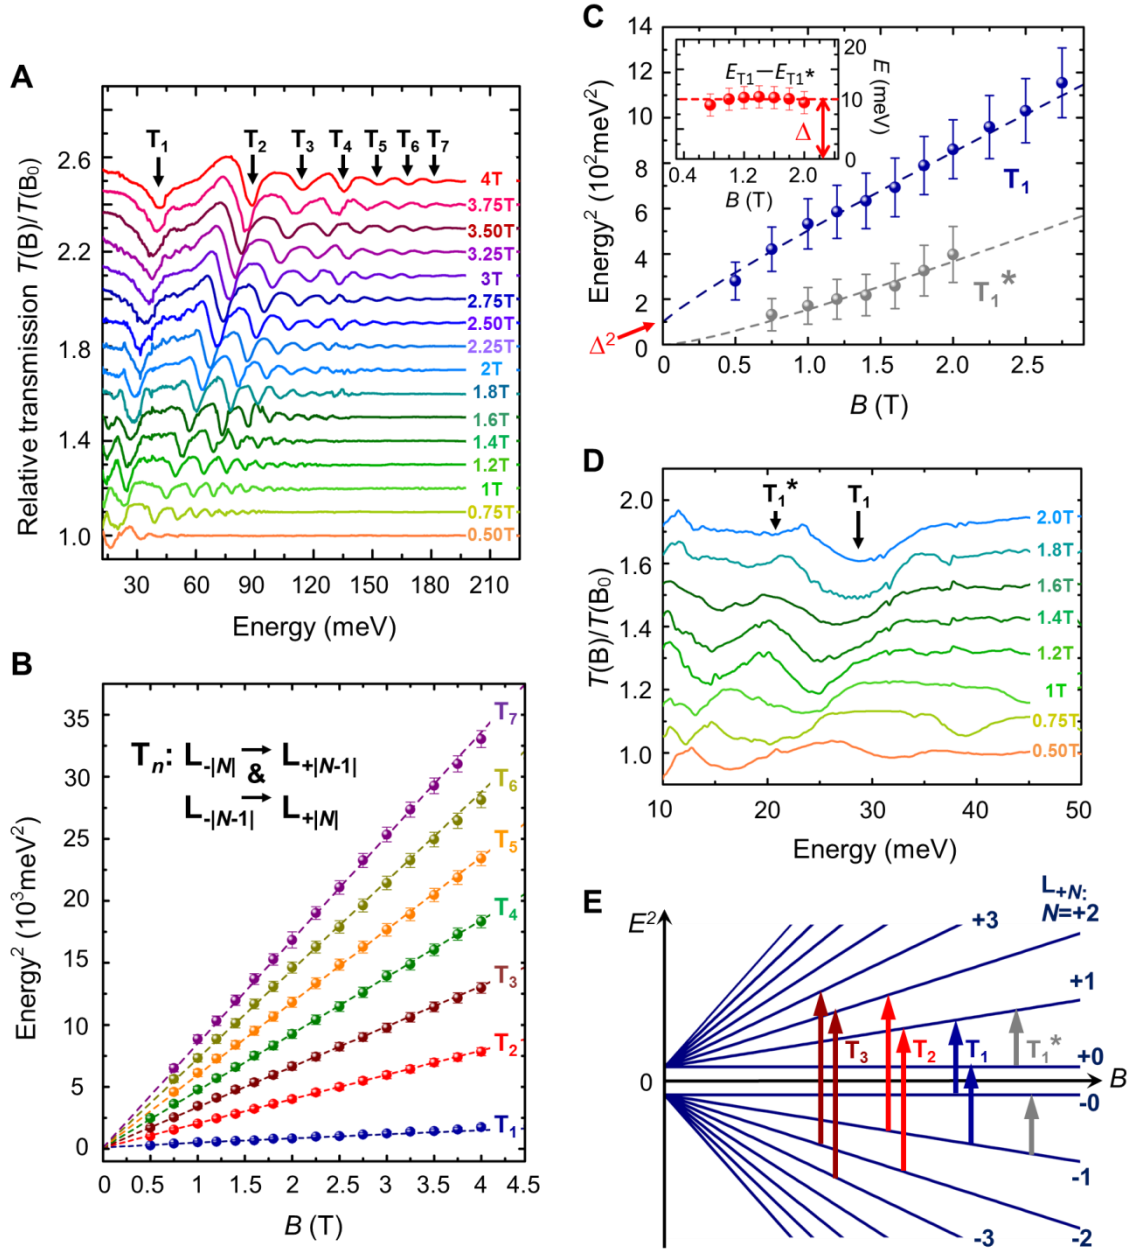 A
T1 T2 T3 T4 T5 T6 T7
Relative transmission T(B)/T(B0)
2.6
2.2
1.8
1.4
1.0
4T
3.75T
3.50T
3.25T
3T
2.75T
2.50T
2.25T
2T
1.8T
1.6T
1.4T
1.2T
1T
0.75T
0.50T
30 60 90 120 150 180 210
Energy (meV)
B
Tn: L-|N| → L+|N-1|
&
L-|N-1| → L+|N|
Energy2 (10³meV²)
35
30
25
20
15
10
5
0
T7
T6
T5
T4
T3
T2
T1
0 0.5 1 1.5 2 2.5 3 3.5 4 4.5
B (T)
C
Energy² (10²meV²)
14
12
10
8
6
4
2
0
Δ²
ET1—ET1*
Δ
20
10
0
E (meV)
0.4 1.2 2.0
B (T)
T1
T1*
0 0.5 1.0 1.5 2.0 2.5
B (T)
D
T(B)/T(B0)
2.0
1.6
1.4
1.2
1.0
T1* T1
2.0T
1.8T
1.6T
1.4T
1.2T
1T
0.75T
0.50T
10 20 30 40 50
Energy (meV)
E
E²
L+N:
N=+2
+3
+1
+0
0
B
-0
-1
-2
-3
T3 T2 T1 T1*